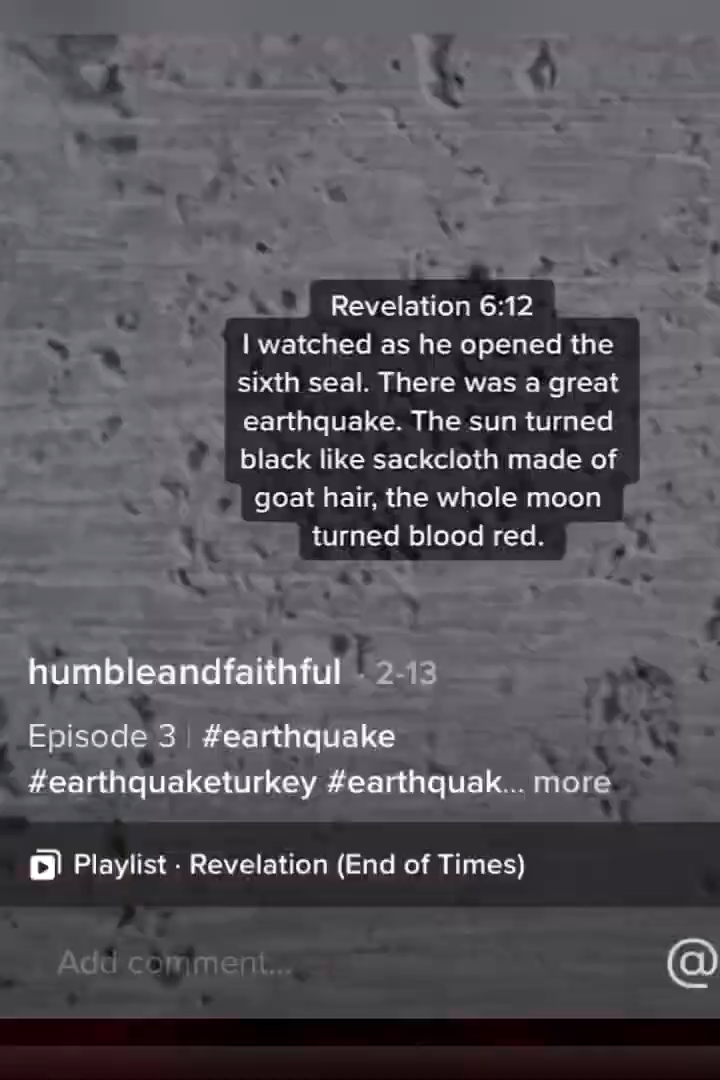 Revelation 6:12
I watched as he opened the
sixth seal. There was a great
earthquake. The sun turned
black like sackcloth made of
goat hair, the whole moon
turned blood red.
humbleandfaithful · 2-13
Episode 3 | #earthquake
#earthquaketurkey #earthquak... more
Playlist · Revelation (End of Times)
Add comment...
@